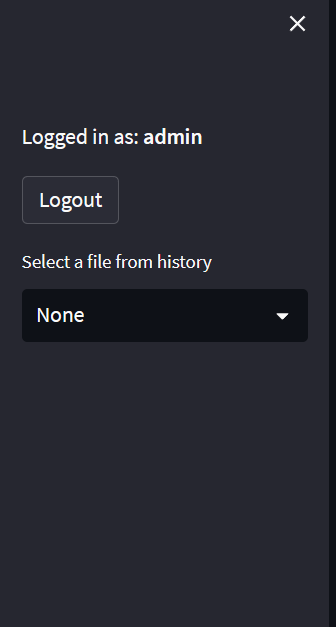 Logged in as: admin
Logout
Select a file from history
None